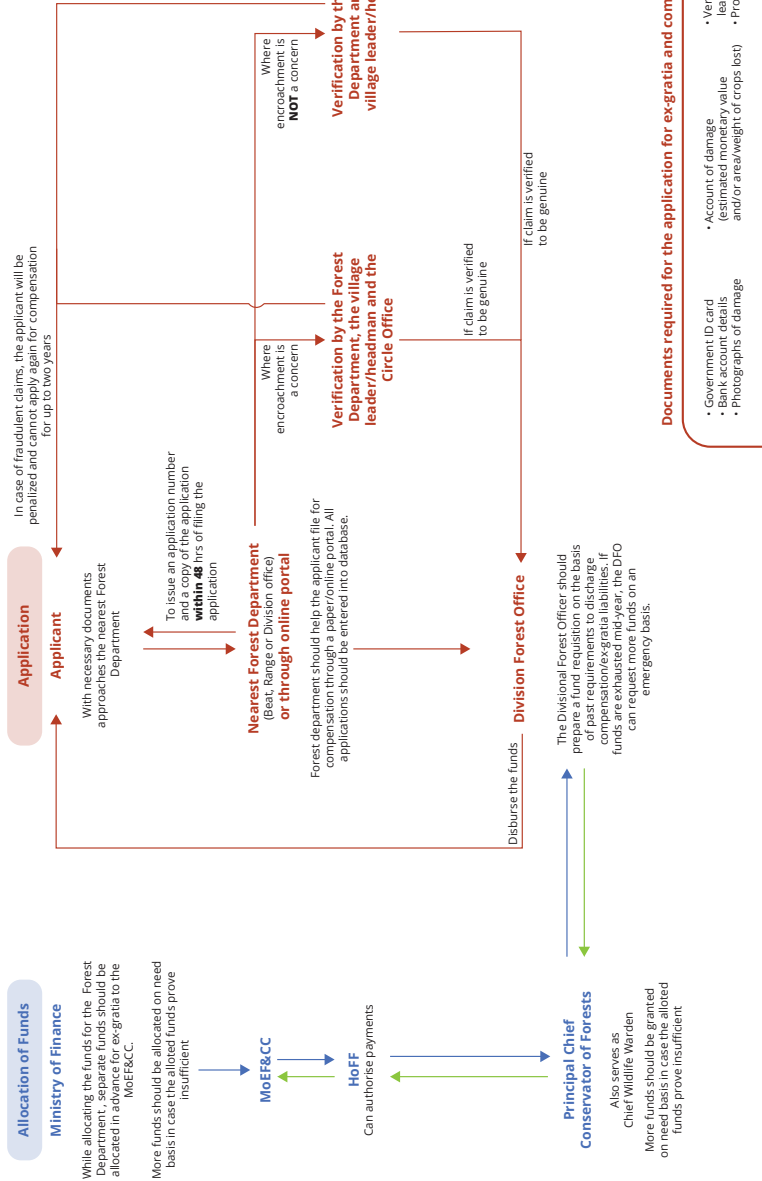 Allocation of Funds
Ministry of Finance
While allocating the funds for the Forest
Department, separate funds should be
allocated in advance for ex-gratia to the
MoEF&CC.
More funds should be allocated on need
basis in case the alloted funds prove
insufficient
MoEF&CC
HoFF
Can authorise payments
Principal Chief
Conservator of Forests
Also serves as
Chief Wildlife Warden
More funds should be granted
on need basis in case the alloted
funds prove insufficient
Application
Applicant
With necessary documents
approaches the nearest Forest
Department
To issue an application number
and a copy of the application
within 48 hrs of filing the
application
Nearest Forest Department
(Beat, Range or Division office)
or through online portal
Forest department should help the applicant file for
compensation through a paper/online portal. All
applications should be entered into database.
Disburse the funds
Division Forest Office
The Divisional Forest Officer should
prepare a fund requisition on the basis
of past requirements to discharge
compensation/ex-gratia liabilities. If
funds are exhausted mid-year, the DFO
can request more funds on an
emergency basis.
In case of fraudulent claims, the applicant will be
penalized and cannot apply again for compensation
for up to two years
Where
encroachment is
a concern
Verification by the Forest
Department, the village
leader/headman and the
Circle Office
If claim is verified
to be genuine
Where
encroachment is
NOT a concern
Verification by th
Department a
village leader/h
If claim is verified
to be genuine
Documents required for the application for ex-gratia and com
• Government ID card
• Bank account details
• Photographs of damage
• Account of damage
(estimated monetary value
and/or area/weight of crops lost)
• Ver
lea
• Pro